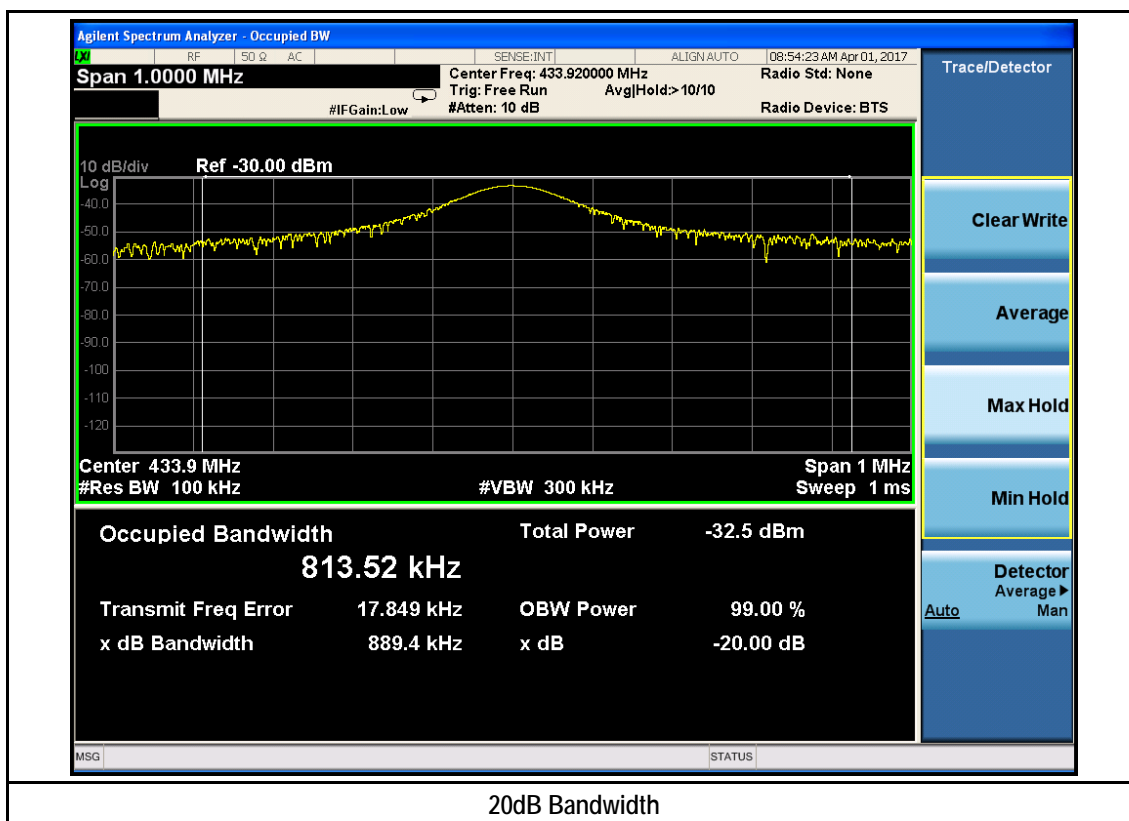 Agilent Spectrum Analyzer - Occupied BW
LXI RF 50 Ω AC SENSE:INT ALIGN AUTO 08:54:23 AM Apr 01, 2017
Span 1.0000 MHz
Center Freq: 433.920000 MHz Radio Std: None
Trig: Free Run Avg|Hold:>10/10
#IFGain:Low #Atten: 10 dB Radio Device: BTS
Trace/Detector
10 dB/div Ref -30.00 dBm
Log
-40.0
-50.0
-60.0
-70.0
-80.0
-90.0
-100
-110
-120
Center 433.9 MHz Span 1 MHz
#Res BW 100 kHz #VBW 300 kHz Sweep 1 ms
Clear Write
Average
Max Hold
Min Hold
Detector
Average▶
Auto Man
Occupied Bandwidth Total Power -32.5 dBm
813.52 kHz
Transmit Freq Error 17.849 kHz OBW Power 99.00 %
x dB Bandwidth 889.4 kHz x dB -20.00 dB
MSG STATUS
20dB Bandwidth